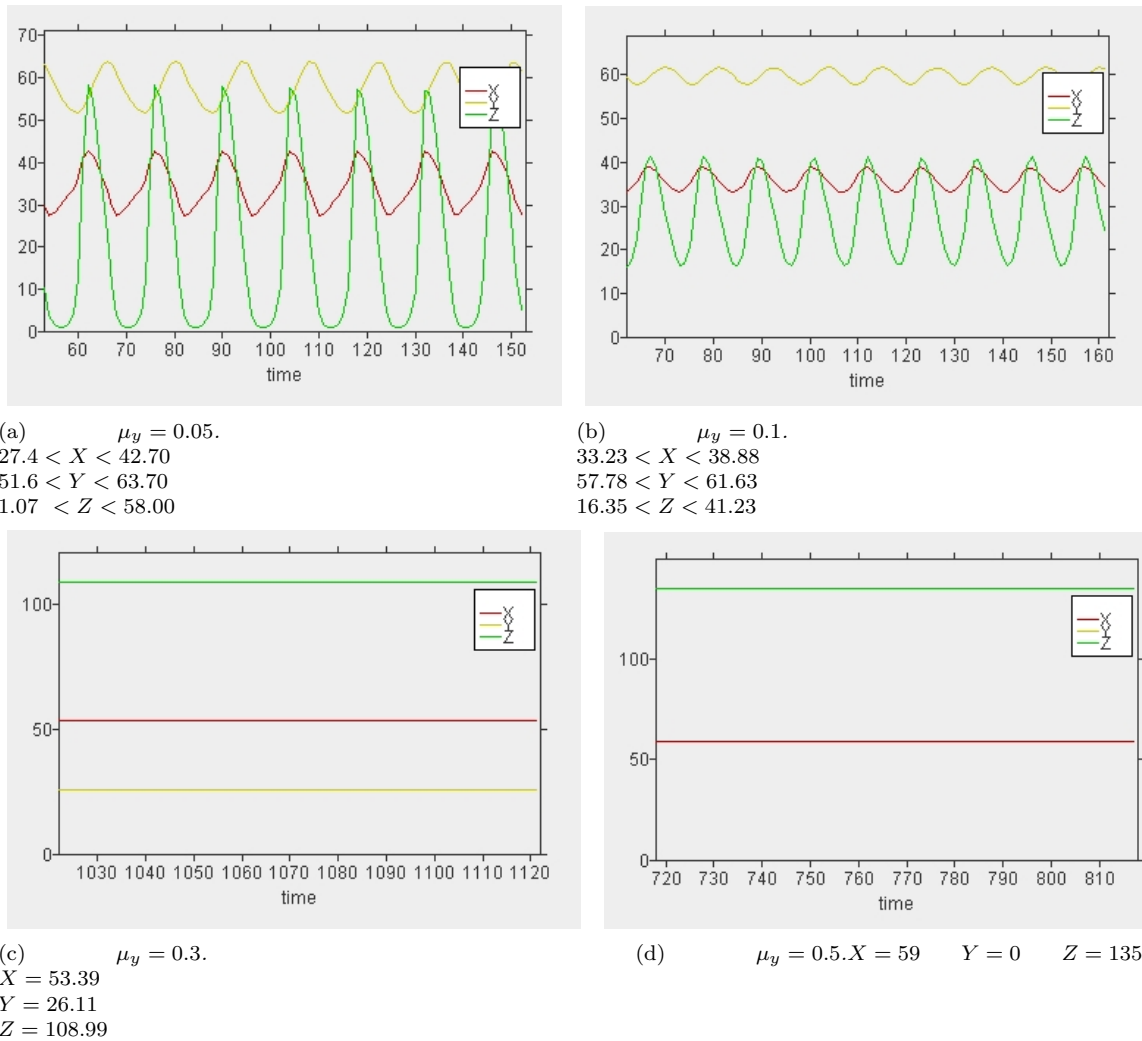 70
60
50
40
30
20
10
0
60 70 80 90 100 110 120 130 140 150
time
X
Y
Z
60
50
40
30
20
10
0
70 80 90 100 110 120 130 140 150 160
time
X
Y
Z
(a) μ_y = 0.05.
27.4 < X < 42.70
51.6 < Y < 63.70
1.07 < Z < 58.00
(b) μ_y = 0.1.
33.23 < X < 38.88
57.78 < Y < 61.63
16.35 < Z < 41.23
100
50
0
1030 1040 1050 1060 1070 1080 1090 1100 1110 1120
time
X
Y
Z
100
50
0
720 730 740 750 760 770 780 790 800 810
time
X
Y
Z
(c) μ_y = 0.3.
X = 53.39
Y = 26.11
Z = 108.99
(d) μ_y = 0.5. X = 59 Y = 0 Z = 135